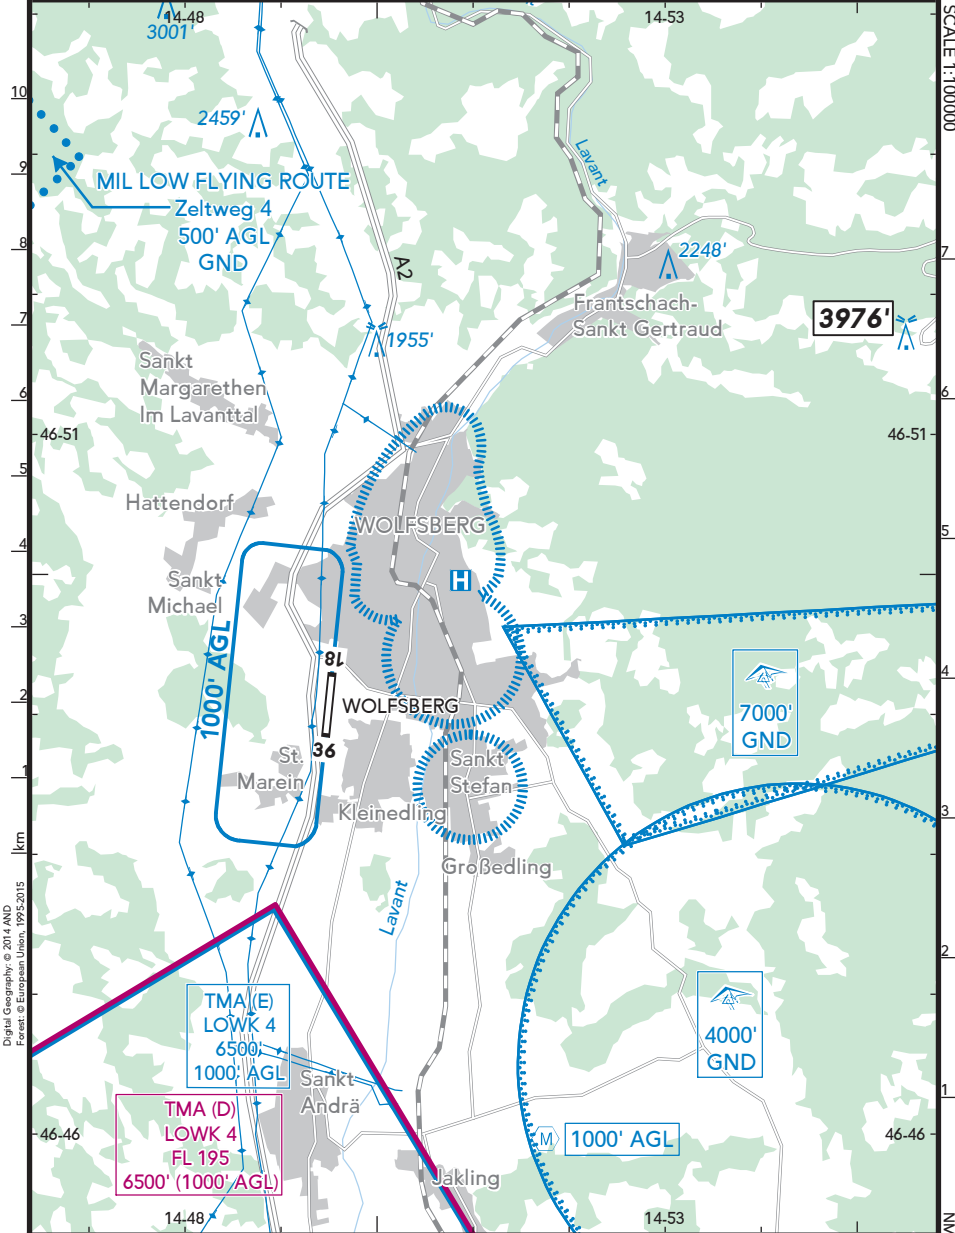 14-48
14-53
SCALE 1:100000
3001'
10
2459'
Lavant
9
MIL LOW FLYING ROUTE
Zeltweg 4
500' AGL
GND
8
A2
2248'
7
Frantschach-
Sankt Gertraud
3976'
7
1955'
Sankt
Margarethen
Im Lavanttal
6
6
46-51
46-51
5
Hattendorf
WOLFSBERG
5
4
H
Sankt
Michael
3
1000' AGL
18
4
2
WOLFSBERG
7000'
GND
36
St.
Marein
Sankt
Stefan
1
Kleinedling
3
km
Großedling
Lavant
Digital Geography: © 2014 AND
Forest: © European Union, 1995-2015
2
TMA (E)
LOWK 4
6500'
1000' AGL
4000'
GND
Sankt
Andrä
1
TMA (D)
LOWK 4
FL 195
6500' (1000' AGL)
46-46
M
1000' AGL
46-46
Jakling
14-48
14-53
NM